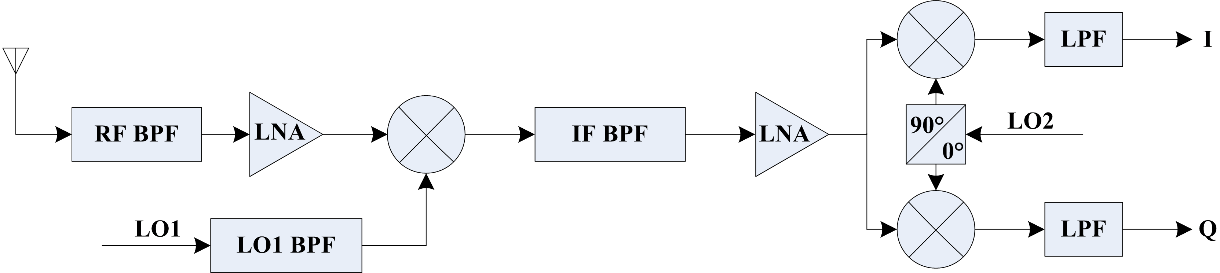 LPF
I
RF BPF
LNA
IF BPF
LNA
90°
0°
LO2
LO1
LO1 BPF
LPF
Q